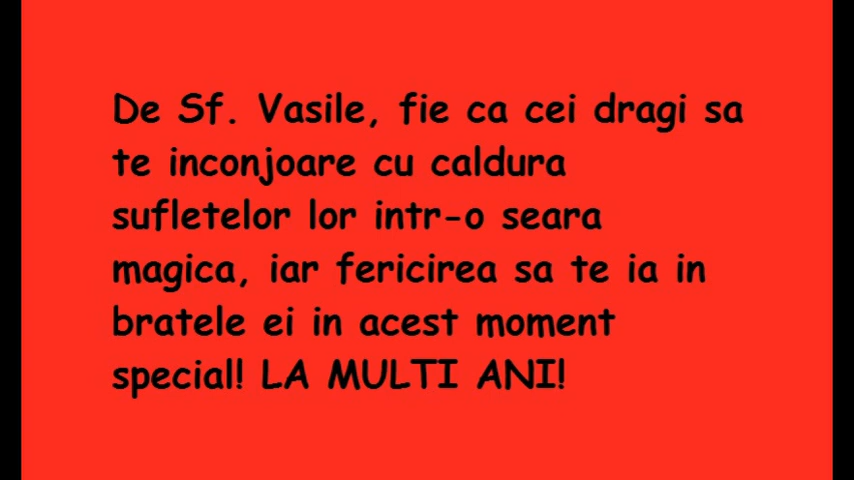 De Sf. Vasile, fie ca cei dragi sa
te inconjoare cu caldura
sufletelor lor intr-o seara
magica, iar fericirea sa te ia in
bratele ei in acest moment
special! LA MULTI ANI!